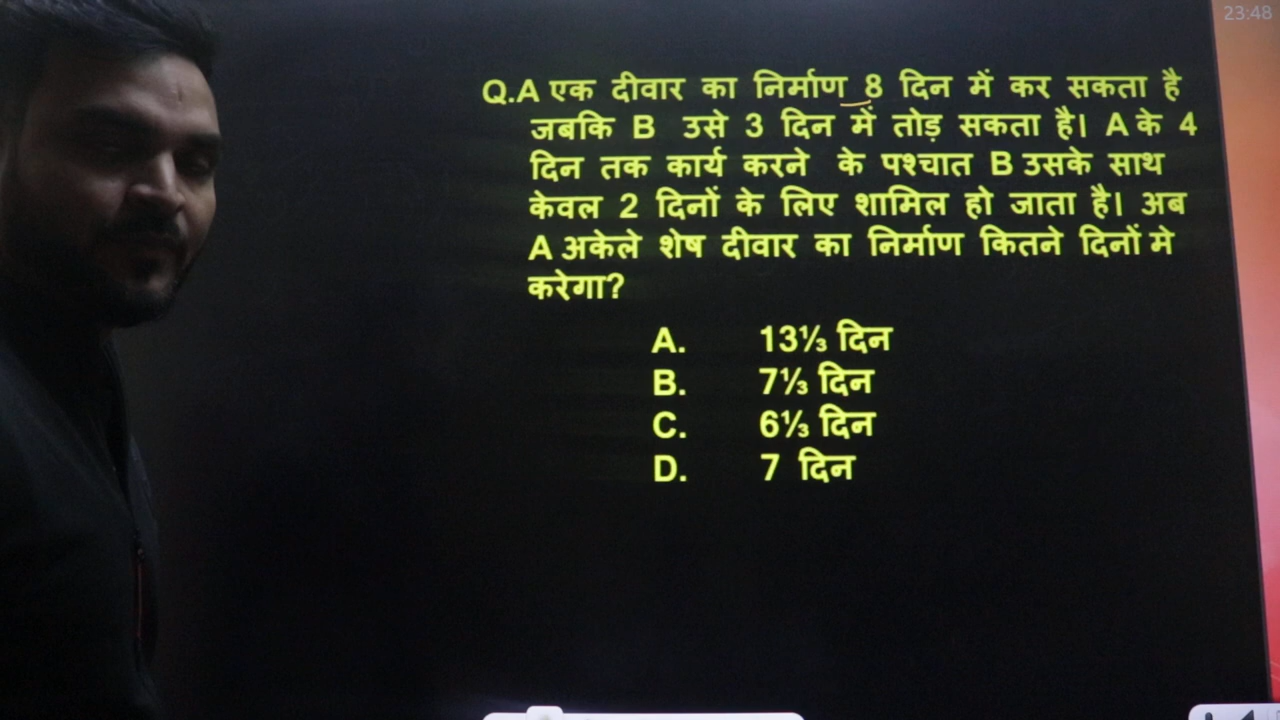 23:48
Q.A एक दीवार का निर्माण 8 दिन में कर सकता है
जबकि B उसे 3 दिन में तोड़ सकता है। A के 4
दिन तक कार्य करने के पश्चात B उसके साथ
केवल 2 दिनों के लिए शामिल हो जाता है। अब
A अकेले शेष दीवार का निर्माण कितने दिनों मे
करेगा?
A. 13⅓ दिन
B. 7⅓ दिन
C. 6⅓ दिन
D. 7 दिन